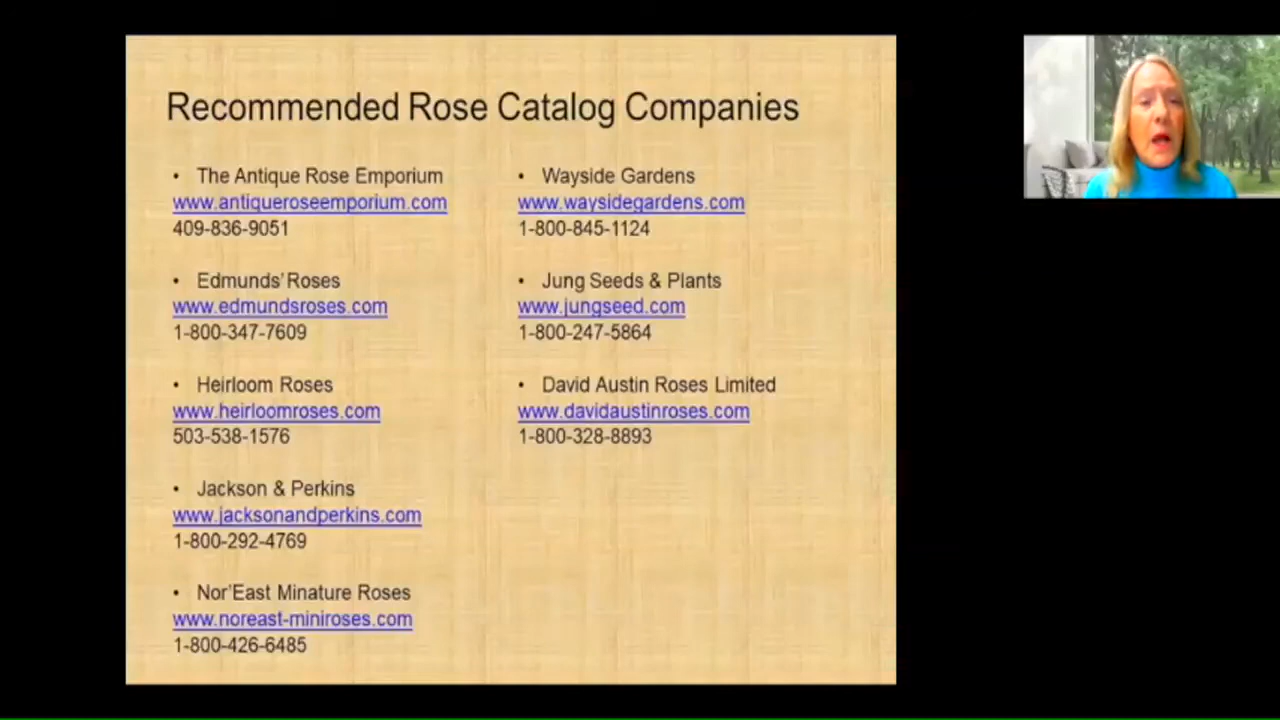 Recommended Rose Catalog Companies
• The Antique Rose Emporium
www.antiqueroseemporium.com
409-836-9051
• Edmunds' Roses
www.edmundsroses.com
1-800-347-7609
• Heirloom Roses
www.heirloomroses.com
503-538-1576
• Jackson & Perkins
www.jacksonandperkins.com
1-800-292-4769
• Nor'East Minature Roses
www.noreast-miniroses.com
1-800-426-6485
• Wayside Gardens
www.waysidegardens.com
1-800-845-1124
• Jung Seeds & Plants
www.jungseed.com
1-800-247-5864
• David Austin Roses Limited
www.davidaustinroses.com
1-800-328-8893